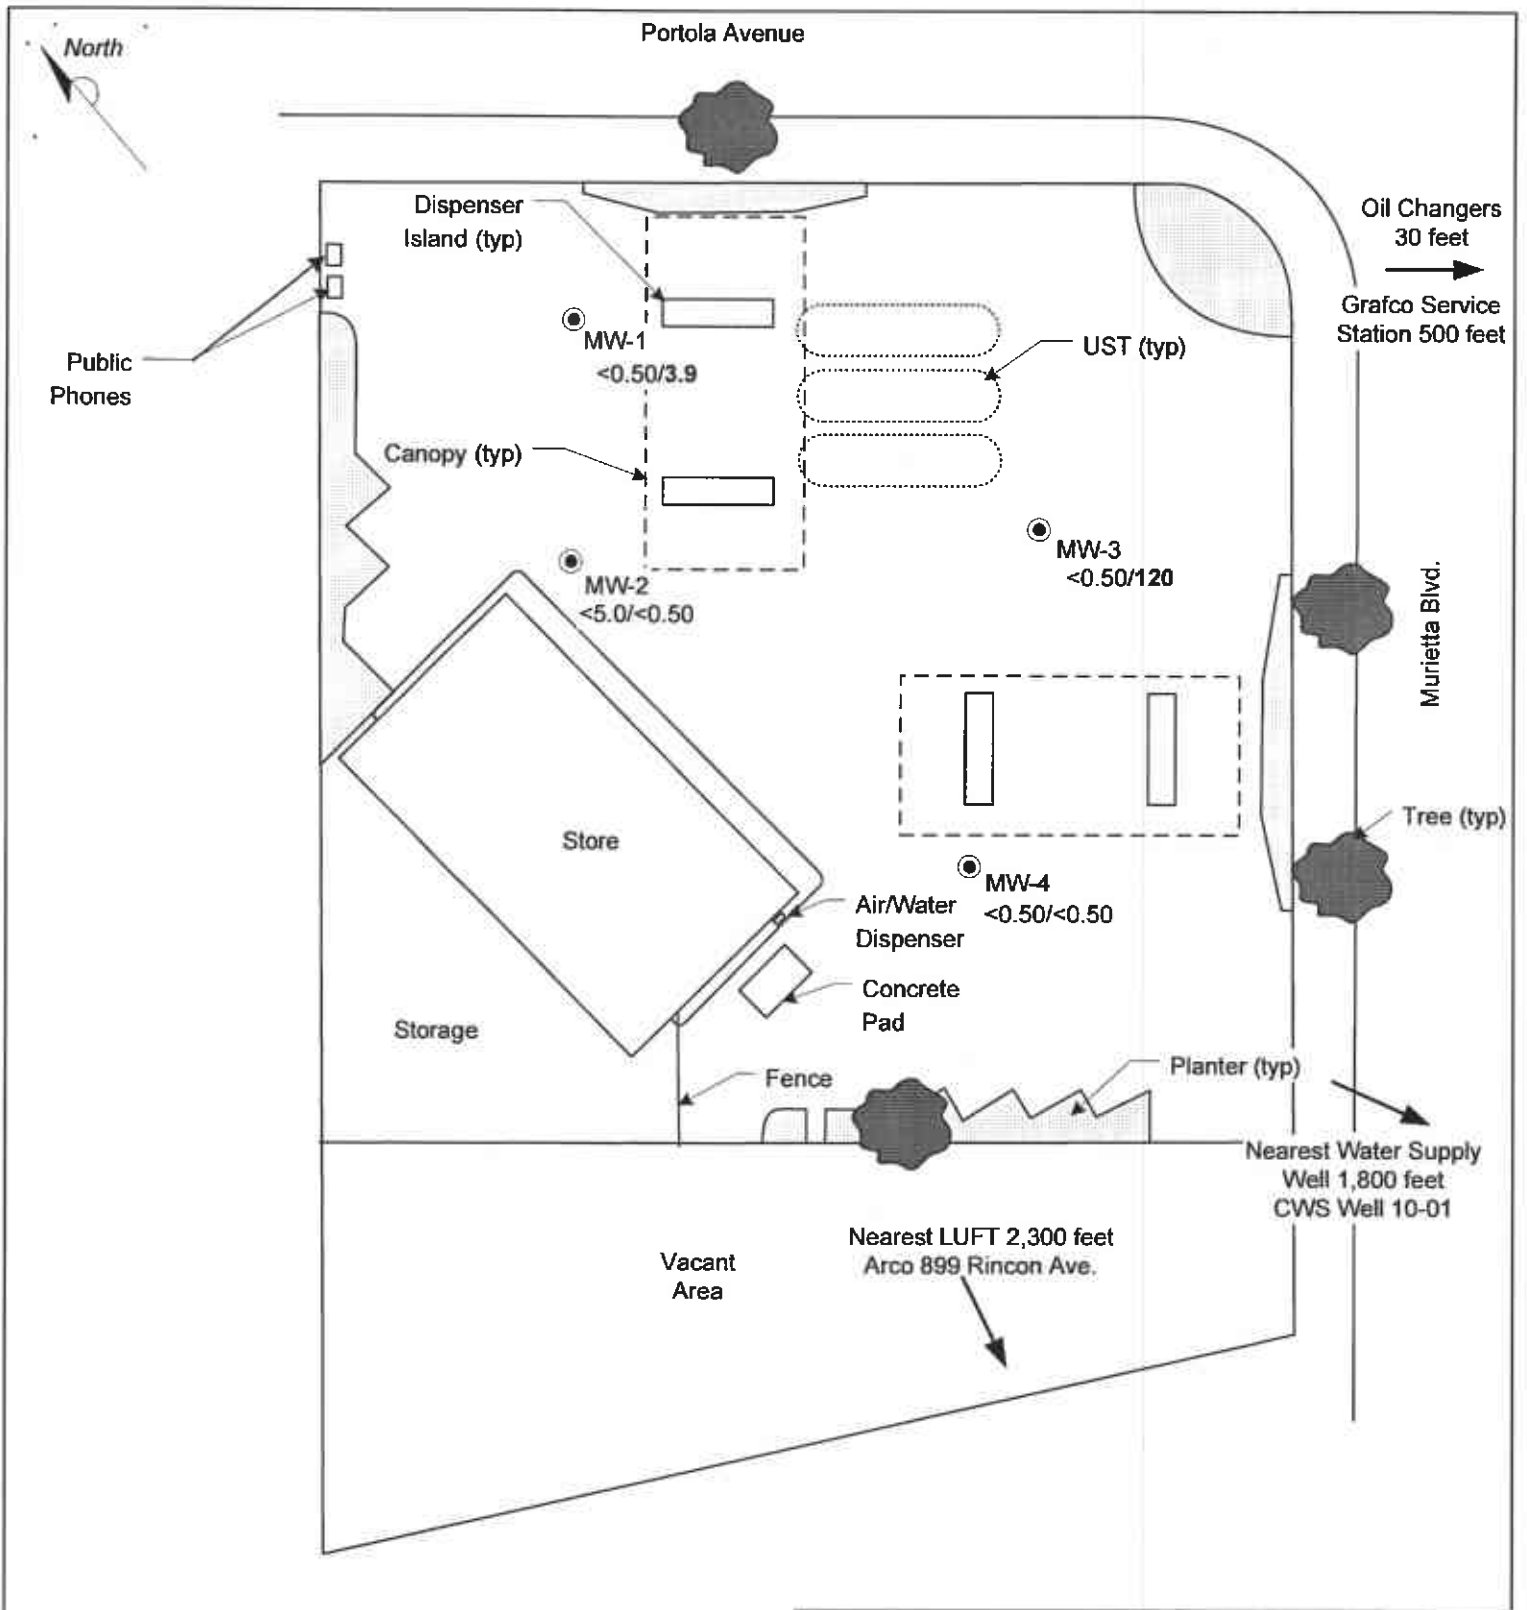 North
Portola Avenue
Dispenser
Island (typ)
Oil Changers
30 feet
Grafco Service
Station 500 feet
MW-1
<0.50/3.9
UST (typ)
Public
Phones
Canopy (typ)
MW-3
<0.50/120
MW-2
<5.0/<0.50
Murietta Blvd.
Tree (typ)
Store
MW-4
<0.50/<0.50
Air/Water
Dispenser
Concrete
Pad
Storage
Fence
Planter (typ)
Nearest Water Supply
Well 1,800 feet
CWS Well 10-01
Nearest LUFT 2,300 feet
Arco 899 Rincon Ave.
Vacant
Area